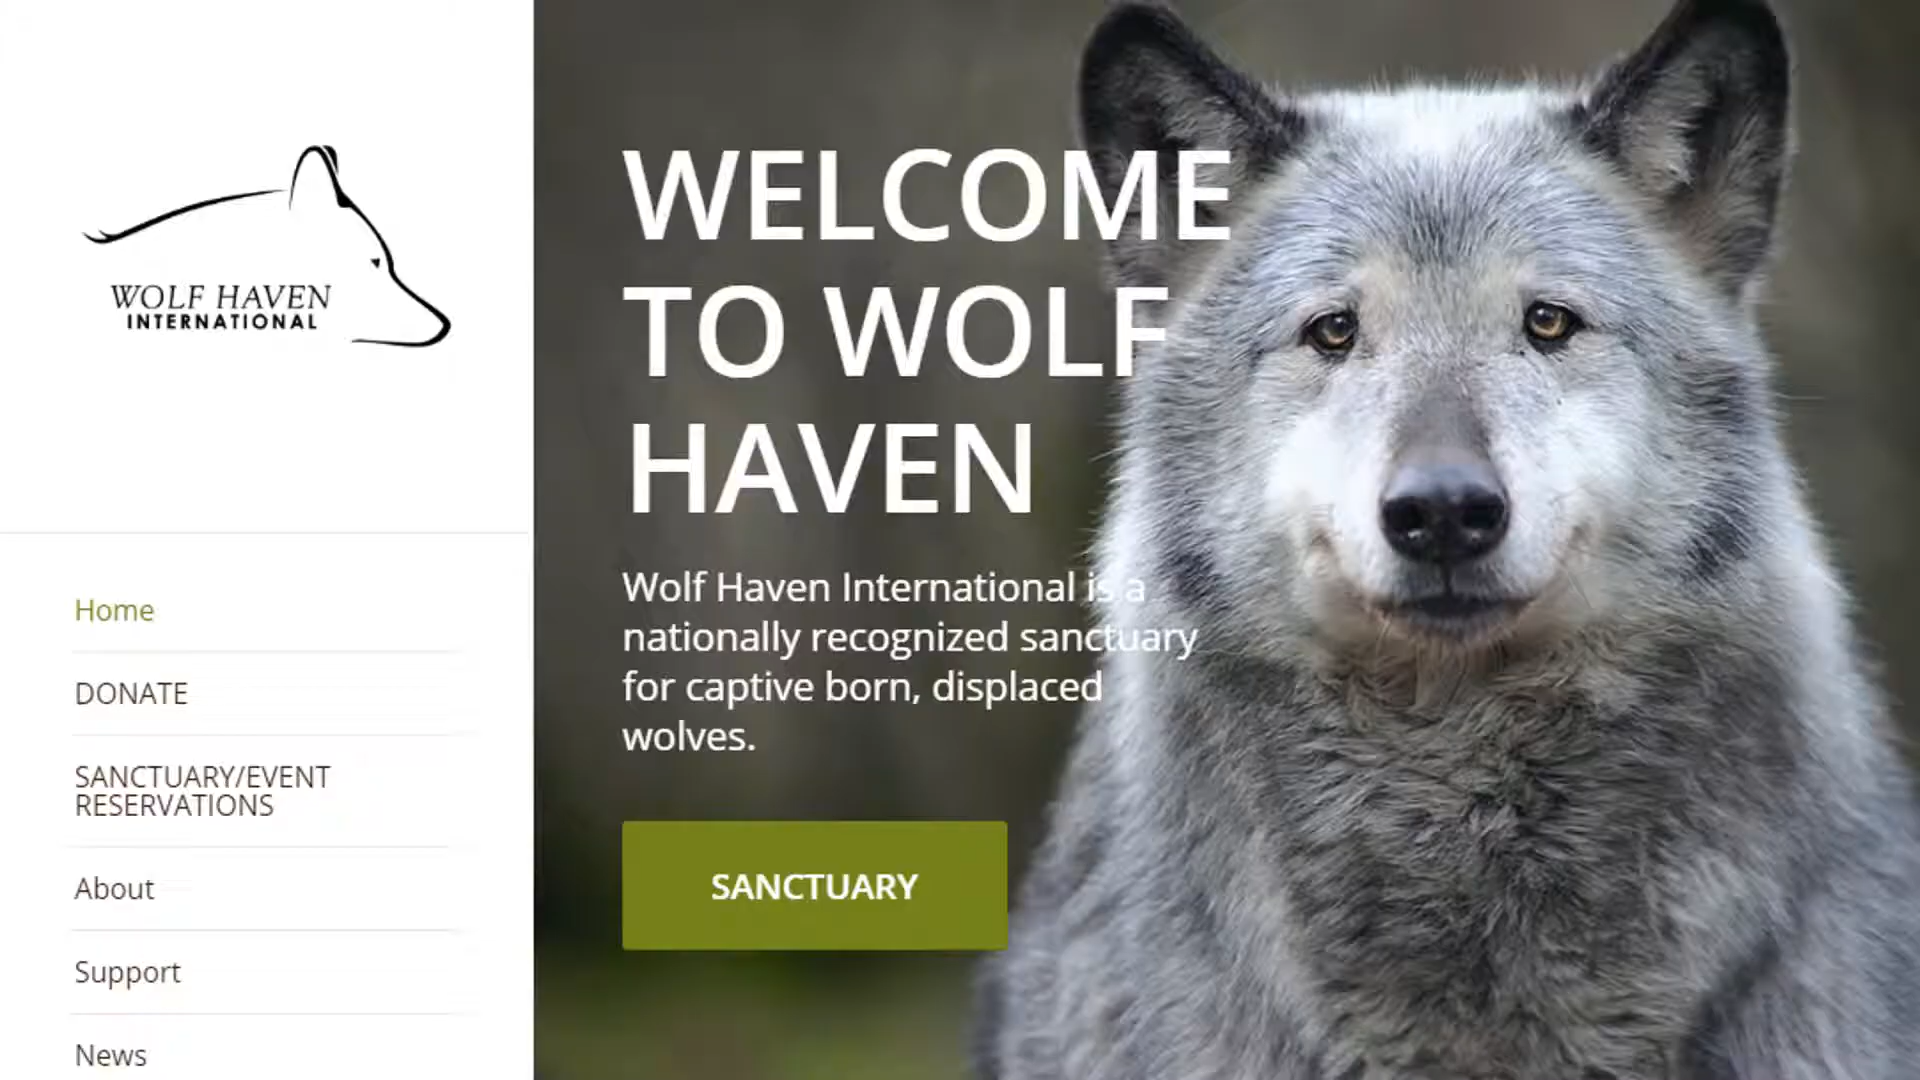 WOLF HAVEN
INTERNATIONAL
Home
DONATE
SANCTUARY/EVENT
RESERVATIONS
About
Support
News
WELCOME
TO WOLF
HAVEN
Wolf Haven International is a
nationally recognized sanctuary
for captive born, displaced
wolves.
SANCTUARY